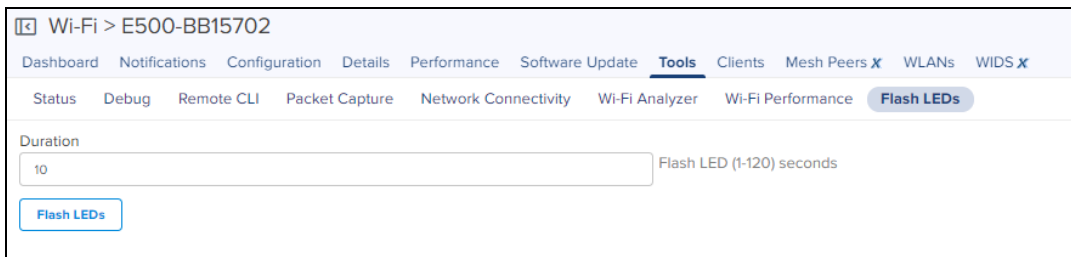 Wi-Fi > E500-BB15702
Dashboard Notifications Configuration Details Performance Software Update Tools Clients Mesh Peers X WLANs WIDS X
Status Debug Remote CLI Packet Capture Network Connectivity Wi-Fi Analyzer Wi-Fi Performance Flash LEDs
Duration
10 Flash LED (1-120) seconds
Flash LEDs